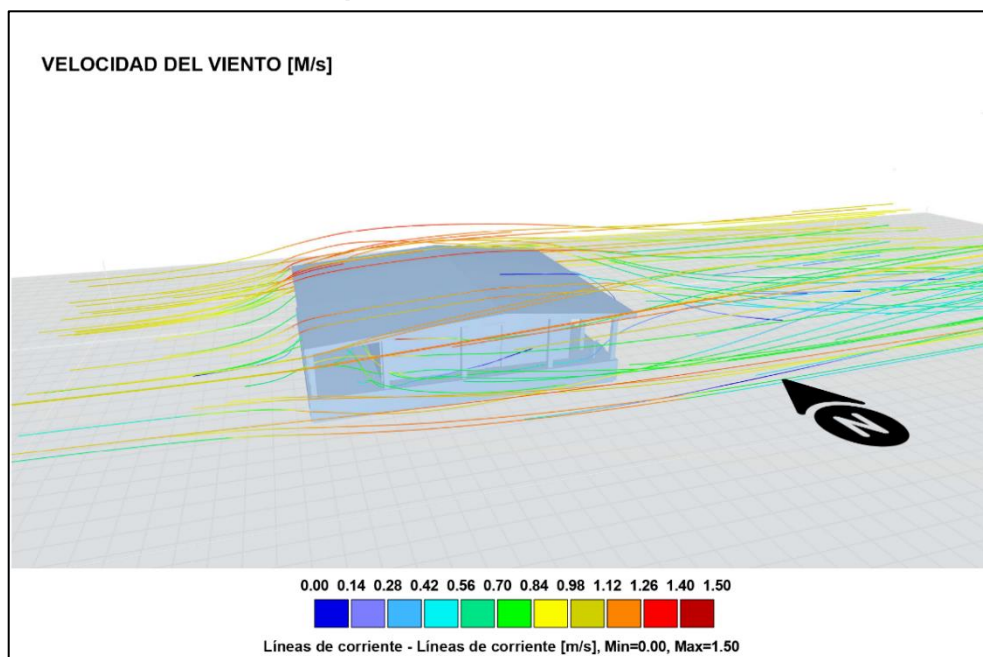 VELOCIDAD DEL VIENTO [M/s]
N
0.00 0.14 0.28 0.42 0.56 0.70 0.84 0.98 1.12 1.26 1.40 1.50
Líneas de corriente - Líneas de corriente [m/s], Min=0.00, Max=1.50